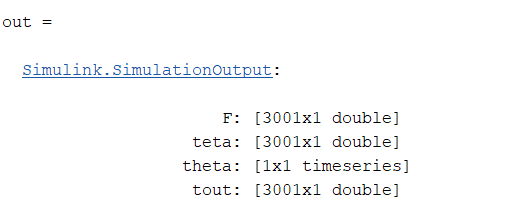 out =
Simulink.SimulationOutput:
F: [3001x1 double]
teta: [3001x1 double]
theta: [1x1 timeseries]
tout: [3001x1 double]